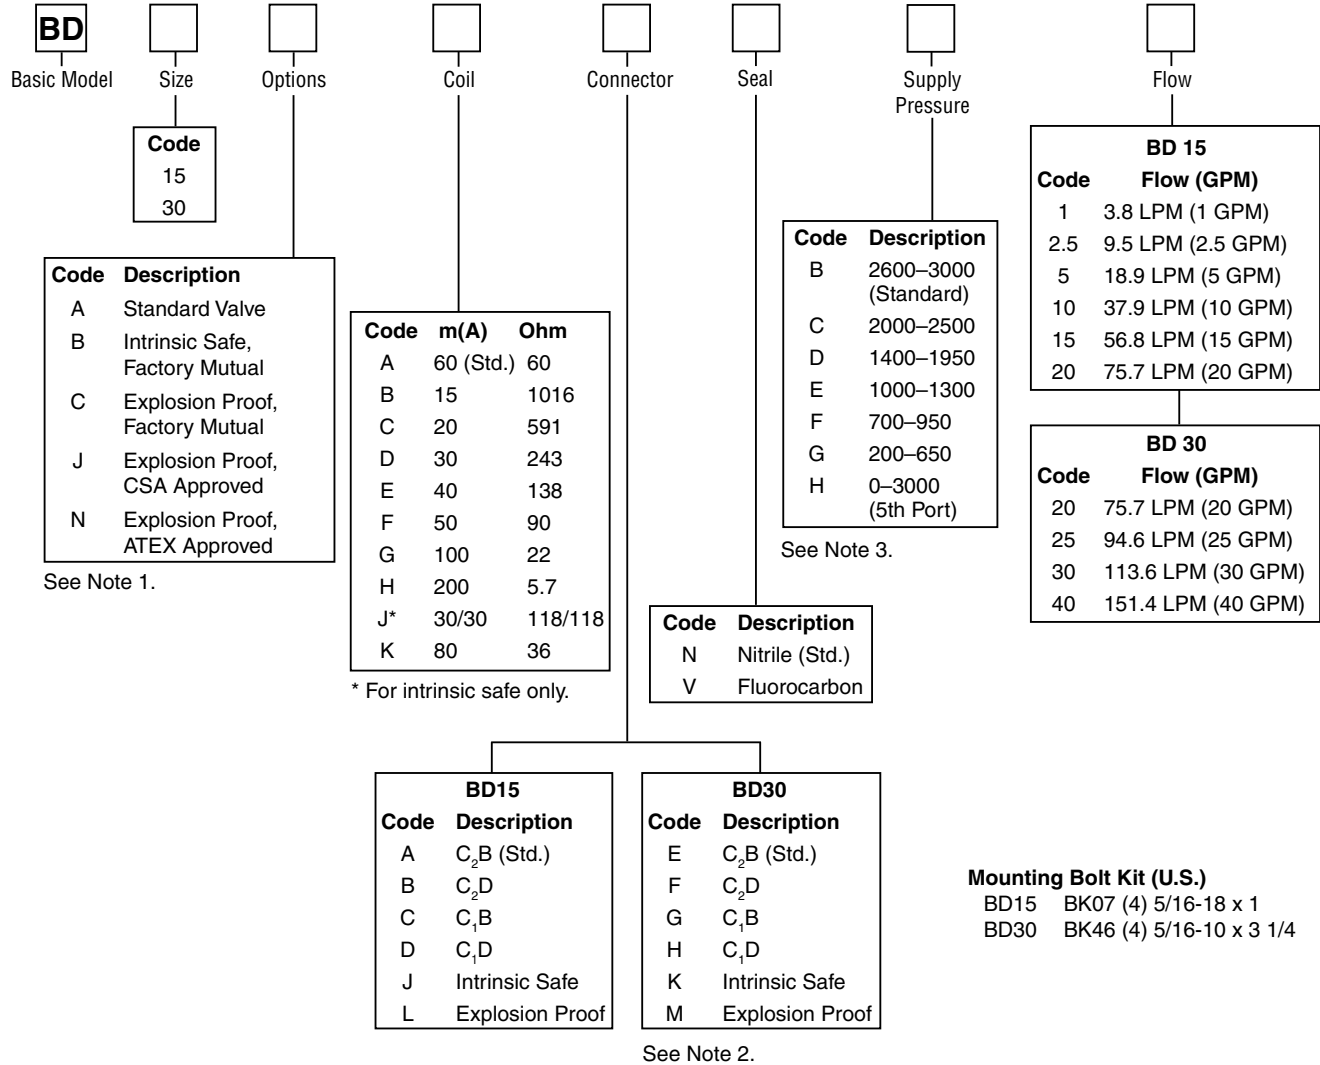 BD
Basic Model
Size
Options
Coil
Connector
Seal
Supply
Pressure
Flow
Code
15
30
Code Description
A Standard Valve
B Intrinsic Safe,
Factory Mutual
C Explosion Proof,
Factory Mutual
J Explosion Proof,
CSA Approved
N Explosion Proof,
ATEX Approved
See Note 1.
Code m(A) Ohm
A 60 (Std.) 60
B 15 1016
C 20 591
D 30 243
E 40 138
F 50 90
G 100 22
H 200 5.7
J* 30/30 118/118
K 80 36
* For intrinsic safe only.
Code Description
N Nitrile (Std.)
V Fluorocarbon
Code Description
B 2600–3000
(Standard)
C 2000–2500
D 1400–1950
E 1000–1300
F 700–950
G 200–650
H 0–3000
(5th Port)
See Note 3.
BD 15
Code Flow (GPM)
1 3.8 LPM (1 GPM)
2.5 9.5 LPM (2.5 GPM)
5 18.9 LPM (5 GPM)
10 37.9 LPM (10 GPM)
15 56.8 LPM (15 GPM)
20 75.7 LPM (20 GPM)
BD 30
Code Flow (GPM)
20 75.7 LPM (20 GPM)
25 94.6 LPM (25 GPM)
30 113.6 LPM (30 GPM)
40 151.4 LPM (40 GPM)
BD15
Code Description
A C₂B (Std.)
B C₂D
C C₁B
D C₁D
J Intrinsic Safe
L Explosion Proof
BD30
Code Description
E C₂B (Std.)
F C₂D
G C₁B
H C₁D
K Intrinsic Safe
M Explosion Proof
See Note 2.
Mounting Bolt Kit (U.S.)
BD15 BK07 (4) 5/16-18 x 1
BD30 BK46 (4) 5/16-10 x 3 1/4